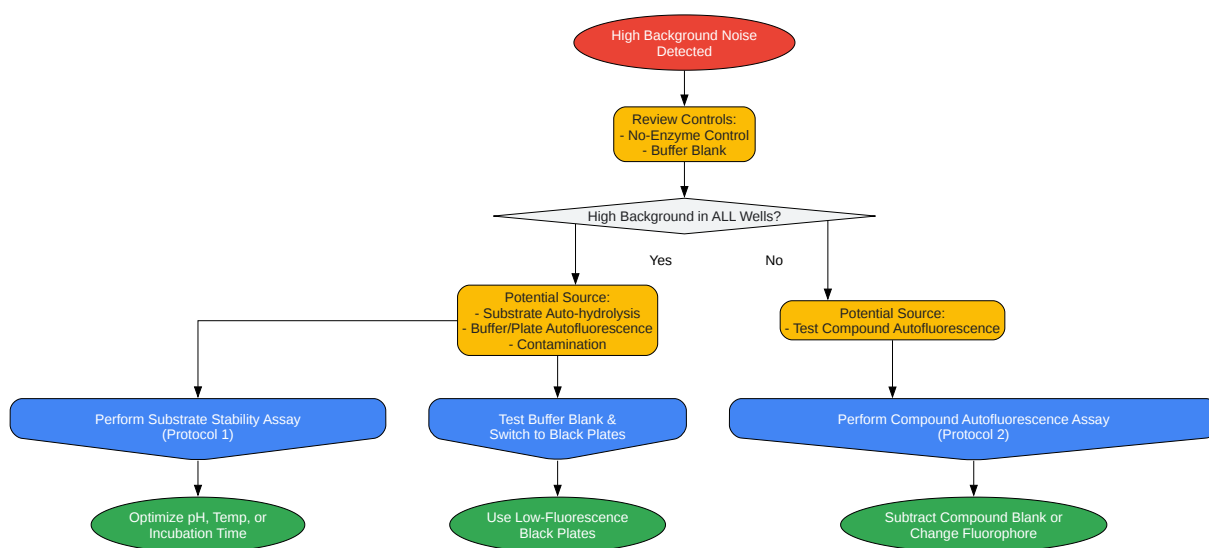 High Background Noise
Detected
Review Controls:
- No-Enzyme Control
- Buffer Blank
High Background in ALL Wells?
Yes
No
Potential Source:
- Substrate Auto-hydrolysis
- Buffer/Plate Autofluorescence
- Contamination
Potential Source:
- Test Compound Autofluorescence
Perform Substrate Stability Assay
(Protocol 1)
Test Buffer Blank &
Switch to Black Plates
Perform Compound Autofluorescence Assay
(Protocol 2)
Optimize pH, Temp, or
Incubation Time
Use Low-Fluorescence
Black Plates
Subtract Compound Blank or
Change Fluorophore